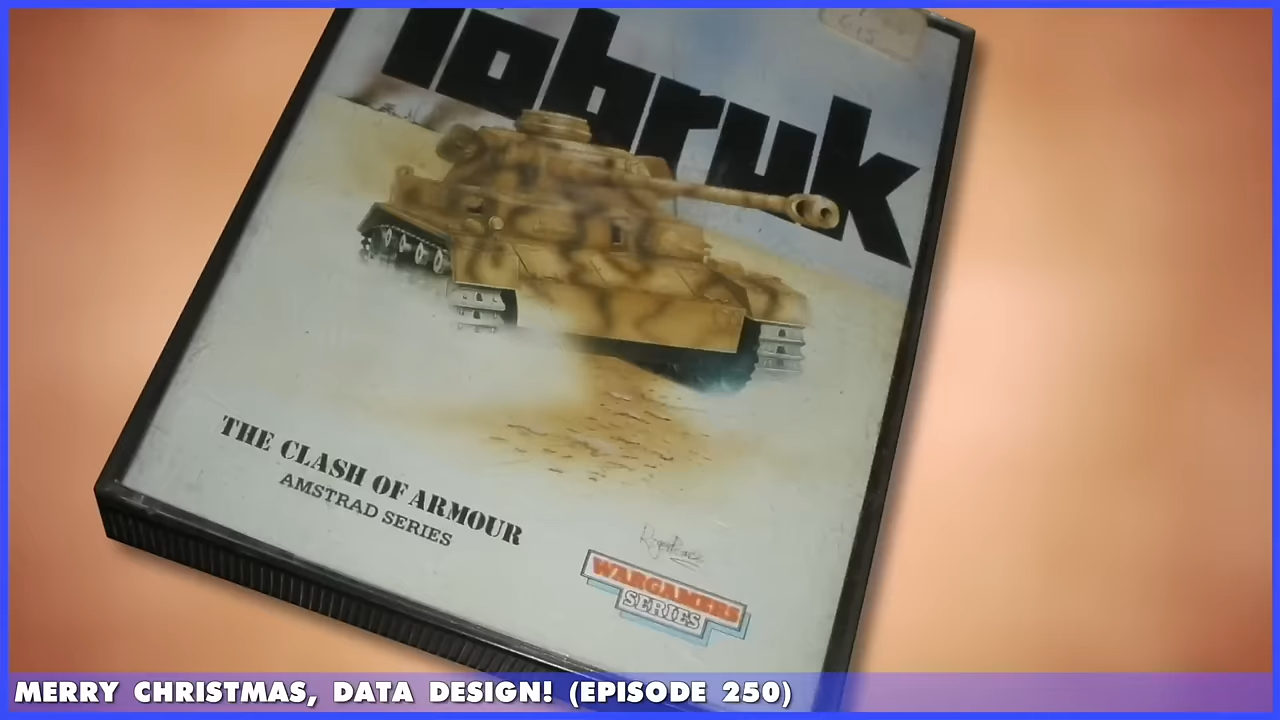 Tobruk
THE CLASH OF ARMOUR
AMSTRAD SERIES
WARGAMERS
SERIES
MERRY CHRISTMAS, DATA DESIGN! (EPISODE 250)